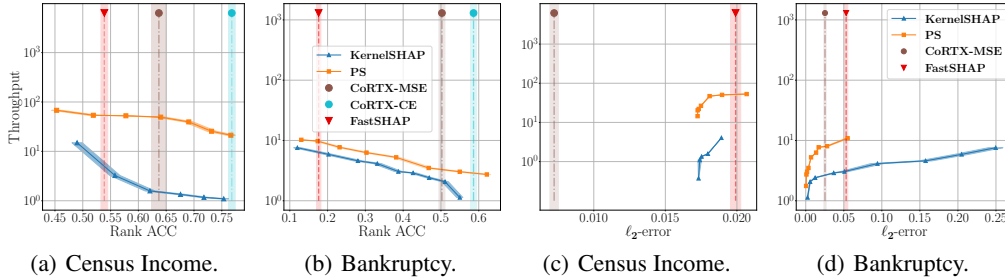 Throughput
10³
10²
10¹
10⁰
0.45 0.50 0.55 0.60 0.65 0.70 0.75
Rank ACC
(a) Census Income.
10³
10²
10¹
10⁰
KernelSHAP
PS
CoRTX-MSE
CoRTX-CE
FastSHAP
0.1 0.2 0.3 0.4 0.5 0.6
Rank ACC
(b) Bankruptcy.
10³
10²
10¹
10⁰
0.010 0.015 0.020
ℓ₂-error
(c) Census Income.
10³
10²
10¹
10⁰
KernelSHAP
PS
CoRTX-MSE
FastSHAP
0.00 0.05 0.10 0.15 0.20 0.25
ℓ₂-error
(d) Bankruptcy.